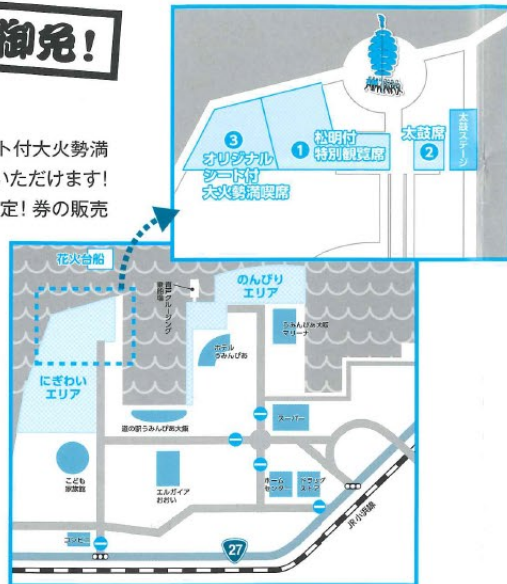 御免!
ト付大火勢満
いただけます!
定! 券の販売
③
オリジナル
シート付
大火勢満喫席
①
松明付
特別観覧席
太鼓席
②
太鼓ステージ
花火台船
のんびり
エリア
うみんぴあ大飯
マリーナ
ホテル
うみんぴあ
にぎわい
エリア
道の駅うみんぴあ大飯
スーパー
こども
家族館
エルガイア
おおい
ホーム
センター
ドラッグ
ストア
コンビニ
27
JR小浜線